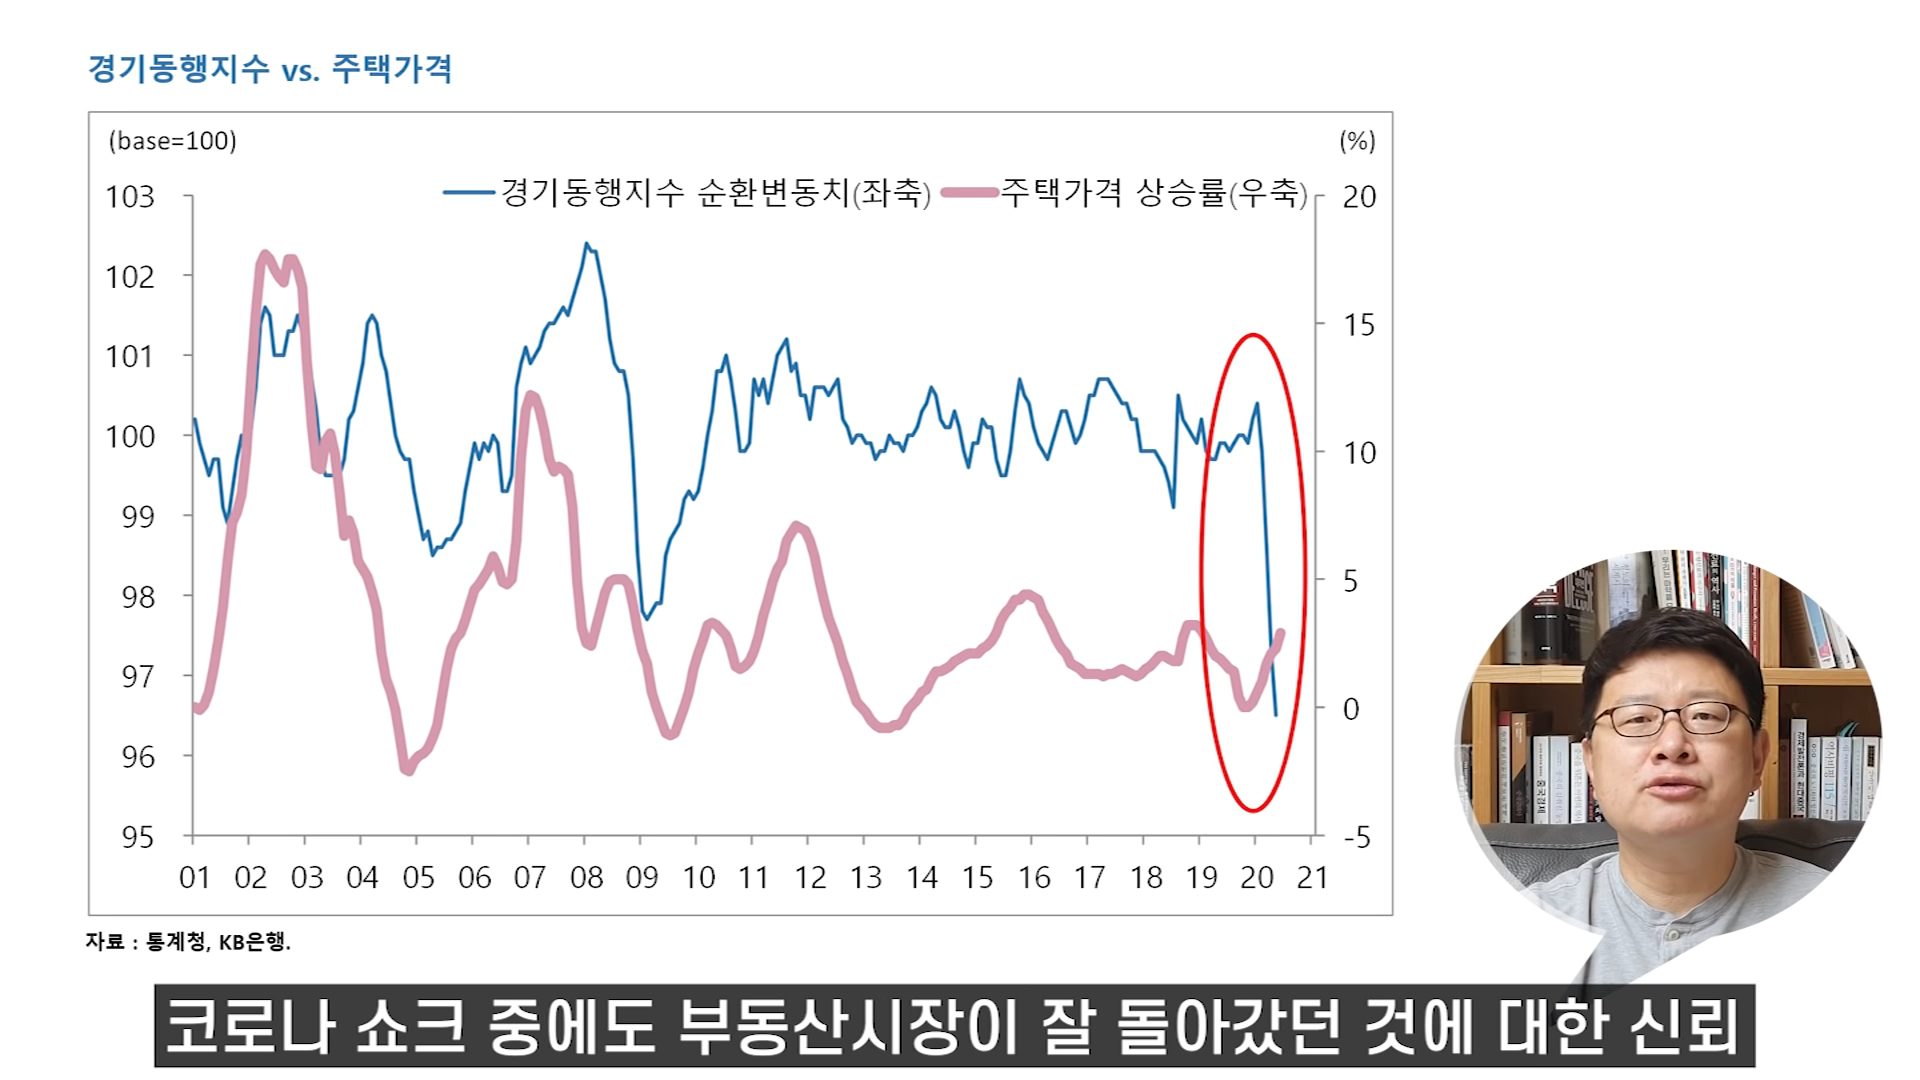 경기동행지수 vs. 주택가격
(base=100)
(%)
경기동행지수 순환변동치(좌축)
주택가격 상승률(우축)
103
102
101
100
99
98
97
96
95
20
15
10
5
0
-5
01 02 03 04 05 06 07 08 09 10 11 12 13 14 15 16 17 18 19 20 21
자료 : 통계청, KB은행.
코로나 쇼크 중에도 부동산시장이 잘 돌아갔던 것에 대한 신뢰